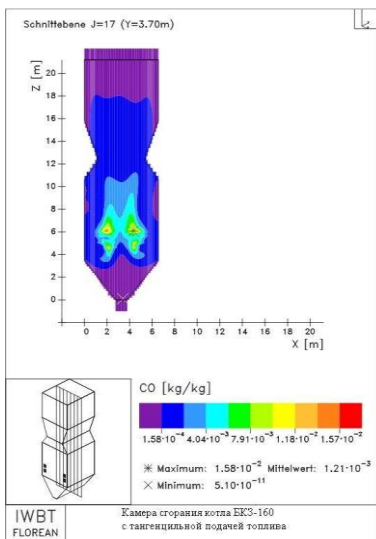 Schnittebene J=17 (Y=3.70m)
Z [m]
20
18
16
14
12
10
8
6
4
2
0
0 2 4 6 8 10 12 14 16 18 20
X [m]
CO [kg/kg]
1.58·10⁻⁴ 4.04·10⁻³ 7.91·10⁻³ 1.18·10⁻² 1.57·10⁻²
Maximum: 1.58·10⁻² Mittelwert: 1.21·10⁻³
Minimum: 5.10·10⁻¹¹
IWBT
FLOREAN
Камера сгорания котла БКЗ-160
с тангенцильной подачей топлива